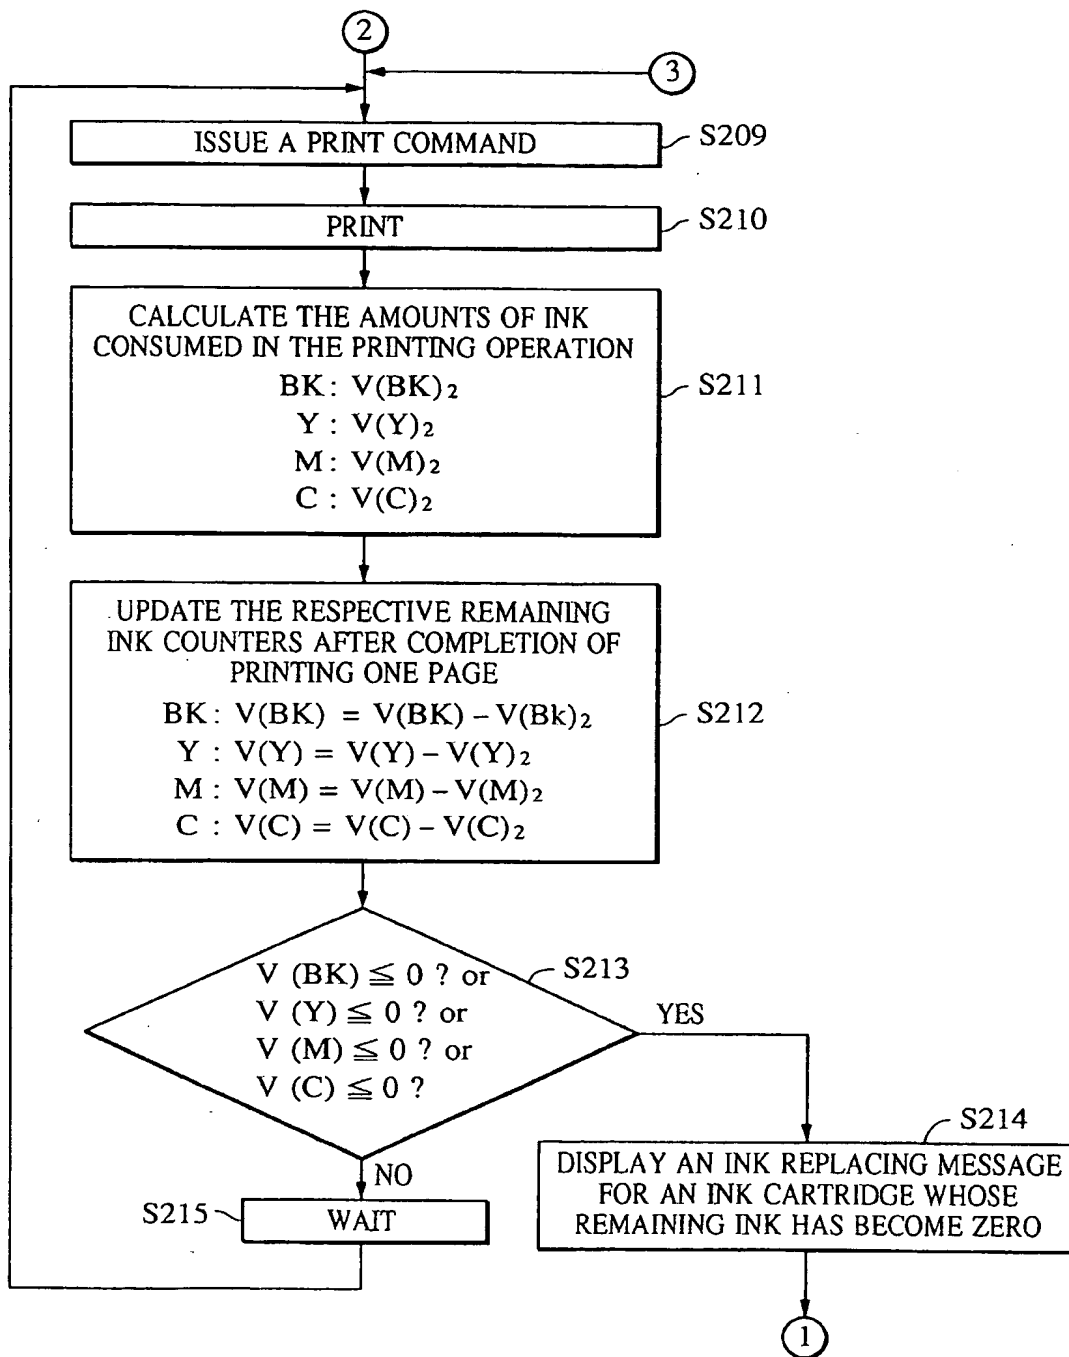 2
3
ISSUE A PRINT COMMAND
S209
PRINT
S210
CALCULATE THE AMOUNTS OF INK
CONSUMED IN THE PRINTING OPERATION
BK: V(BK)₂
Y: V(Y)₂
M: V(M)₂
C: V(C)₂
S211
UPDATE THE RESPECTIVE REMAINING
INK COUNTERS AFTER COMPLETION OF
PRINTING ONE PAGE
BK: V(BK) = V(BK) – V(Bk)₂
Y: V(Y) = V(Y) – V(Y)₂
M: V(M) = V(M) – V(M)₂
C: V(C) = V(C) – V(C)₂
S212
V (BK) ≦ 0 ? or
V (Y) ≦ 0 ? or
V (M) ≦ 0 ? or
V (C) ≦ 0 ?
S213
YES
NO
S214
DISPLAY AN INK REPLACING MESSAGE
FOR AN INK CARTRIDGE WHOSE
REMAINING INK HAS BECOME ZERO
S215
WAIT
1